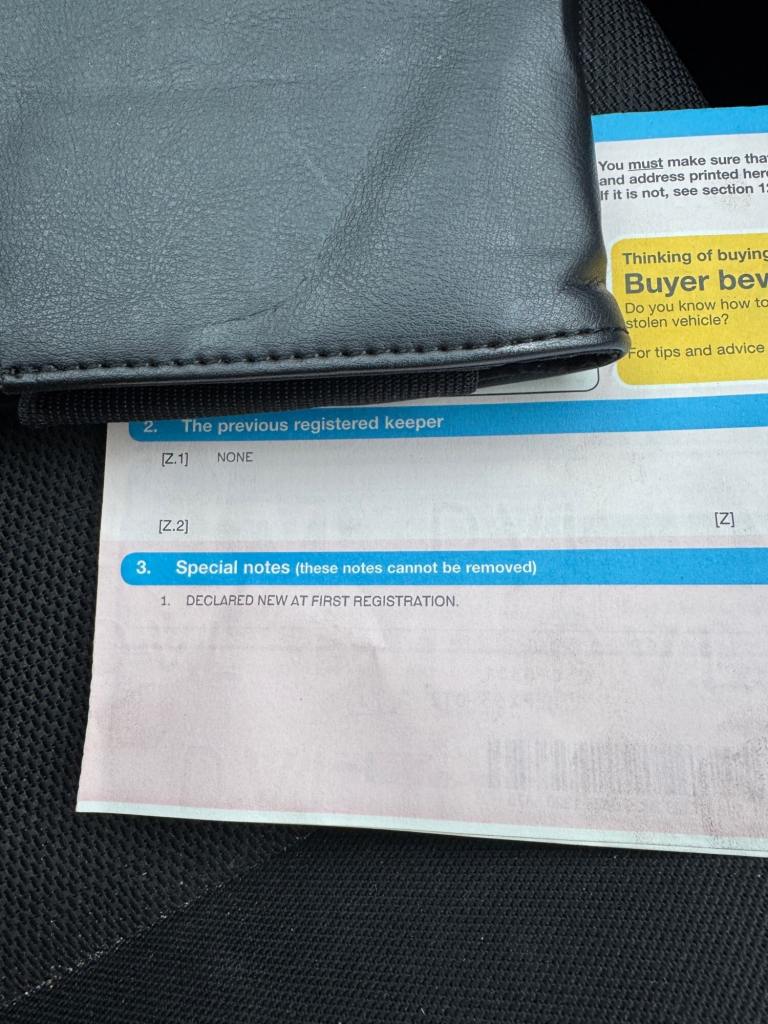 You must make sure tha
and address printed her
If it is not, see section 1
Thinking of buying
Buyer bev
Do you know how to
stolen vehicle?
For tips and advice
2. The previous registered keeper
[Z.1] NONE
[Z.2] [Z]
3. Special notes (these notes cannot be removed)
1. DECLARED NEW AT FIRST REGISTRATION.